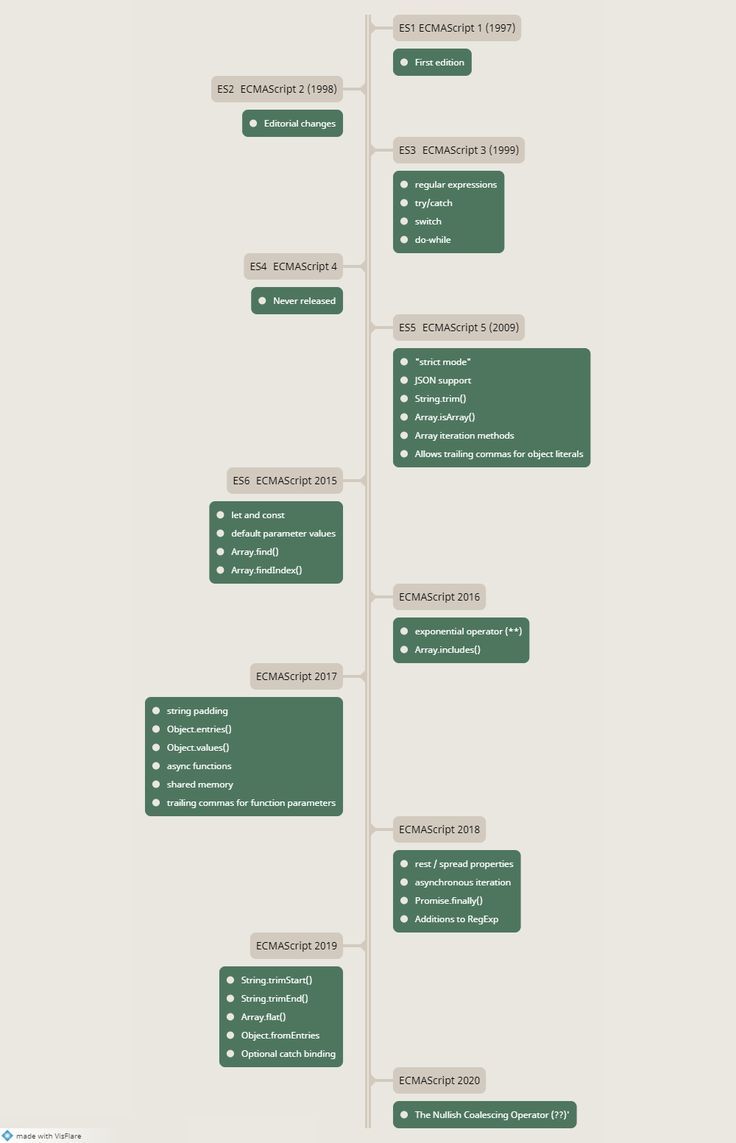 ES1 ECMAScript 1 (1997)
First edition
ES2 ECMAScript 2 (1998)
Editorial changes
ES3 ECMAScript 3 (1999)
regular expressions
try/catch
switch
do-while
ES4 ECMAScript 4
Never released
ES5 ECMAScript 5 (2009)
"strict mode"
JSON support
String.trim()
Array.isArray()
Array iteration methods
Allows trailing commas for object literals
ES6 ECMAScript 2015
let and const
default parameter values
Array.find()
Array.findIndex()
ECMAScript 2016
exponential operator (**)
Array.includes()
ECMAScript 2017
string padding
Object.entries()
Object.values()
async functions
shared memory
trailing commas for function parameters
ECMAScript 2018
rest / spread properties
asynchronous iteration
Promise.finally()
Additions to RegExp
ECMAScript 2019
String.trimStart()
String.trimEnd()
Array.flat()
Object.fromEntries
Optional catch binding
ECMAScript 2020
The Nullish Coalescing Operator (??)'
made with VisFlare